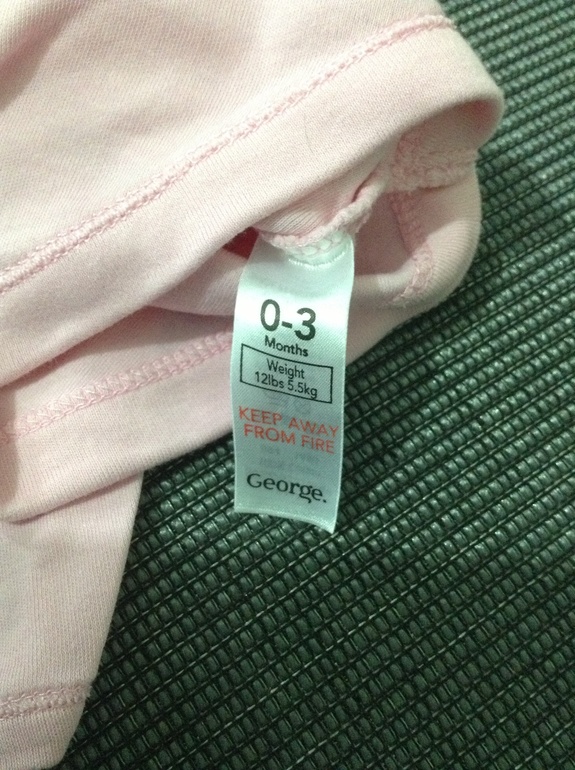 0-3
Months
Weight
12lbs 5.5kg
KEEP AWAY
FROM FIRE
George.